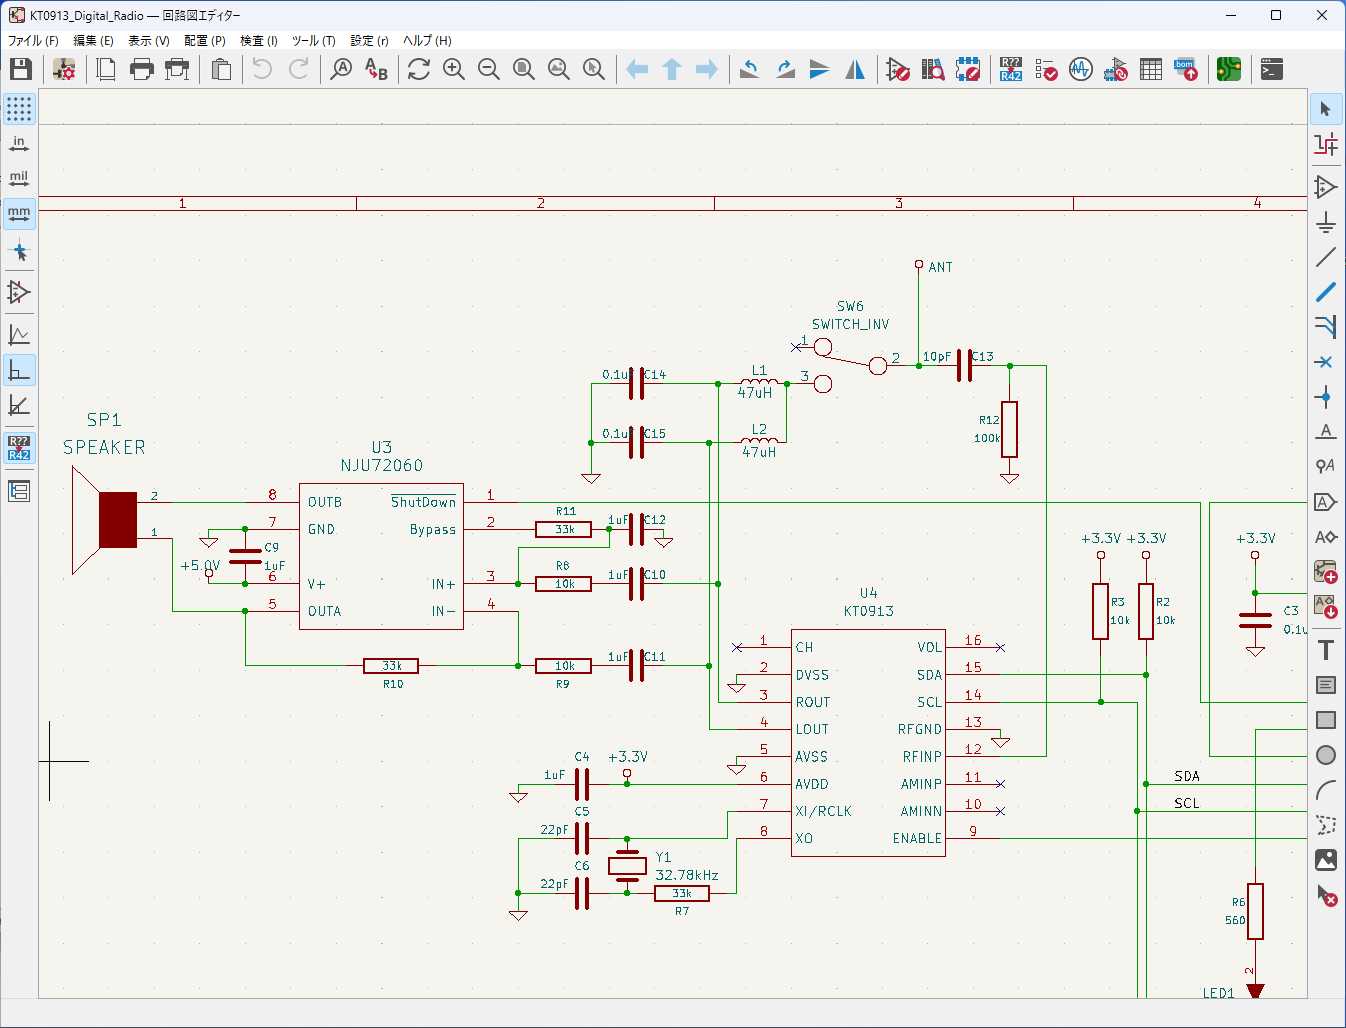 KT0913_Digital_Radio — 回路図エディター
ファイル (F) 編集 (E) 表示 (V) 配置 (P) 検査 (I) ツール (T) 設定 (r) ヘルプ (H)
A A B R?? R42 bom >_
in
mil
mm
R??
R42
1 2 3 4
ANT
SW6
SWITCH_INV
1
2
3
10pF C13
0.1uF C14
L1
47uH
0.1uF C15
L2
47uH
R12
100k
SP1
SPEAKER
2
1
U3
NJU72060
8 OUTB ShutDown 1
7 GND Bypass 2
6 V+ IN+ 3
5 OUTA IN− 4
C9
1uF
+5.0V
R11
33k
1uF C12
R8
10k
1uF C10
33k
R10
10k
R9
1uF C11
U4
KT0913
1 CH VOL 16
2 DVSS SDA 15
3 ROUT SCL 14
4 LOUT RFGND 13
5 AVSS RFINP 12
6 AVDD AMINP 11
7 XI/RCLK AMINN 10
8 XO ENABLE 9
+3.3V +3.3V +3.3V
R3
10k
R2
10k
C3
SDA
SCL
C4
+3.3V
1uF
C5
22pF
C6
22pF
Y1
32.78kHz
33k
R7
R6
560
2
LED1